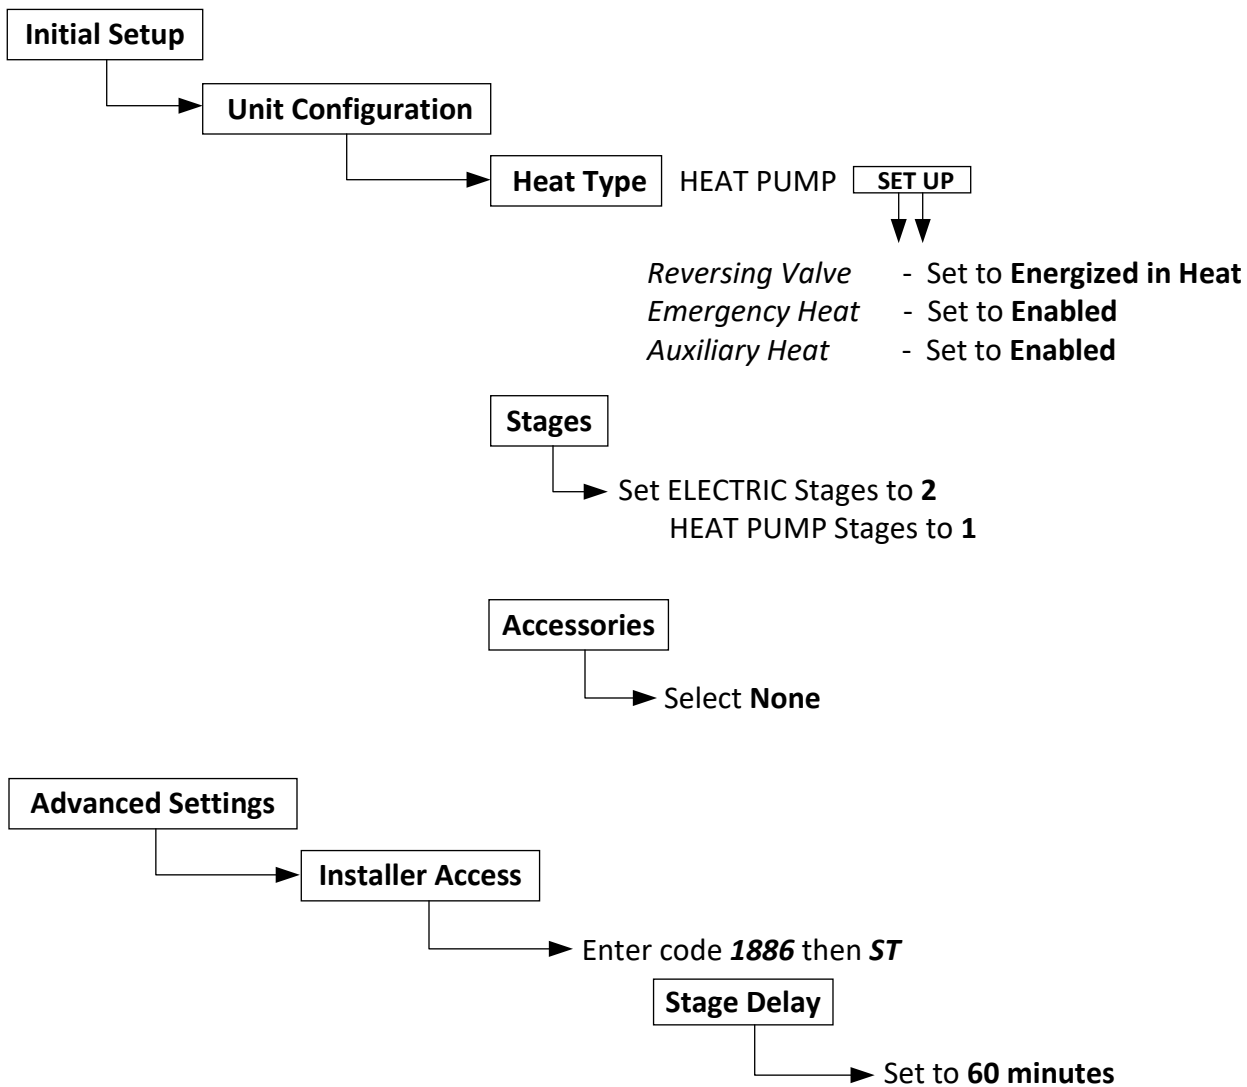 Initial Setup
Unit Configuration
Heat Type HEAT PUMP SET UP
Reversing Valve - Set to Energized in Heat
Emergency Heat - Set to Enabled
Auxiliary Heat - Set to Enabled
Stages
Set ELECTRIC Stages to 2
HEAT PUMP Stages to 1
Accessories
Select None
Advanced Settings
Installer Access
Enter code 1886 then ST
Stage Delay
Set to 60 minutes